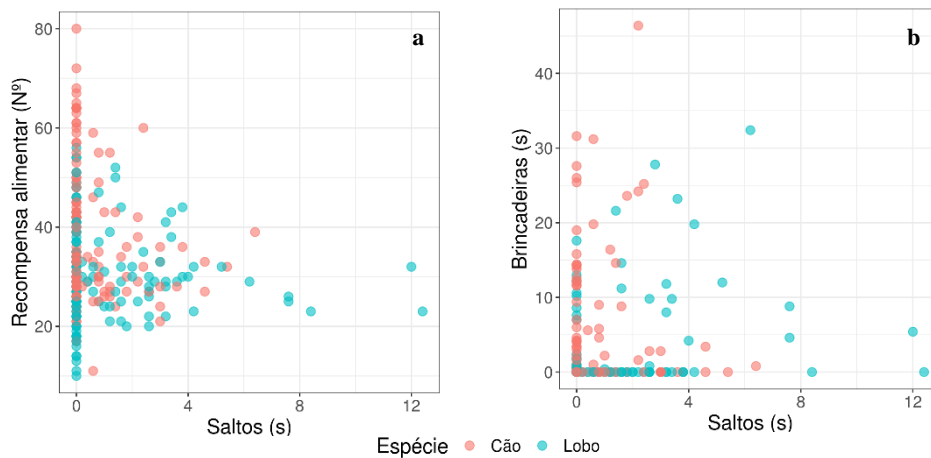 a
Recompensa alimentar (Nº)
80
60
40
20
0
4
8
12
Saltos (s)
b
Brincadeiras (s)
40
30
20
10
0
0
4
8
12
Saltos (s)
Espécie Cão Lobo